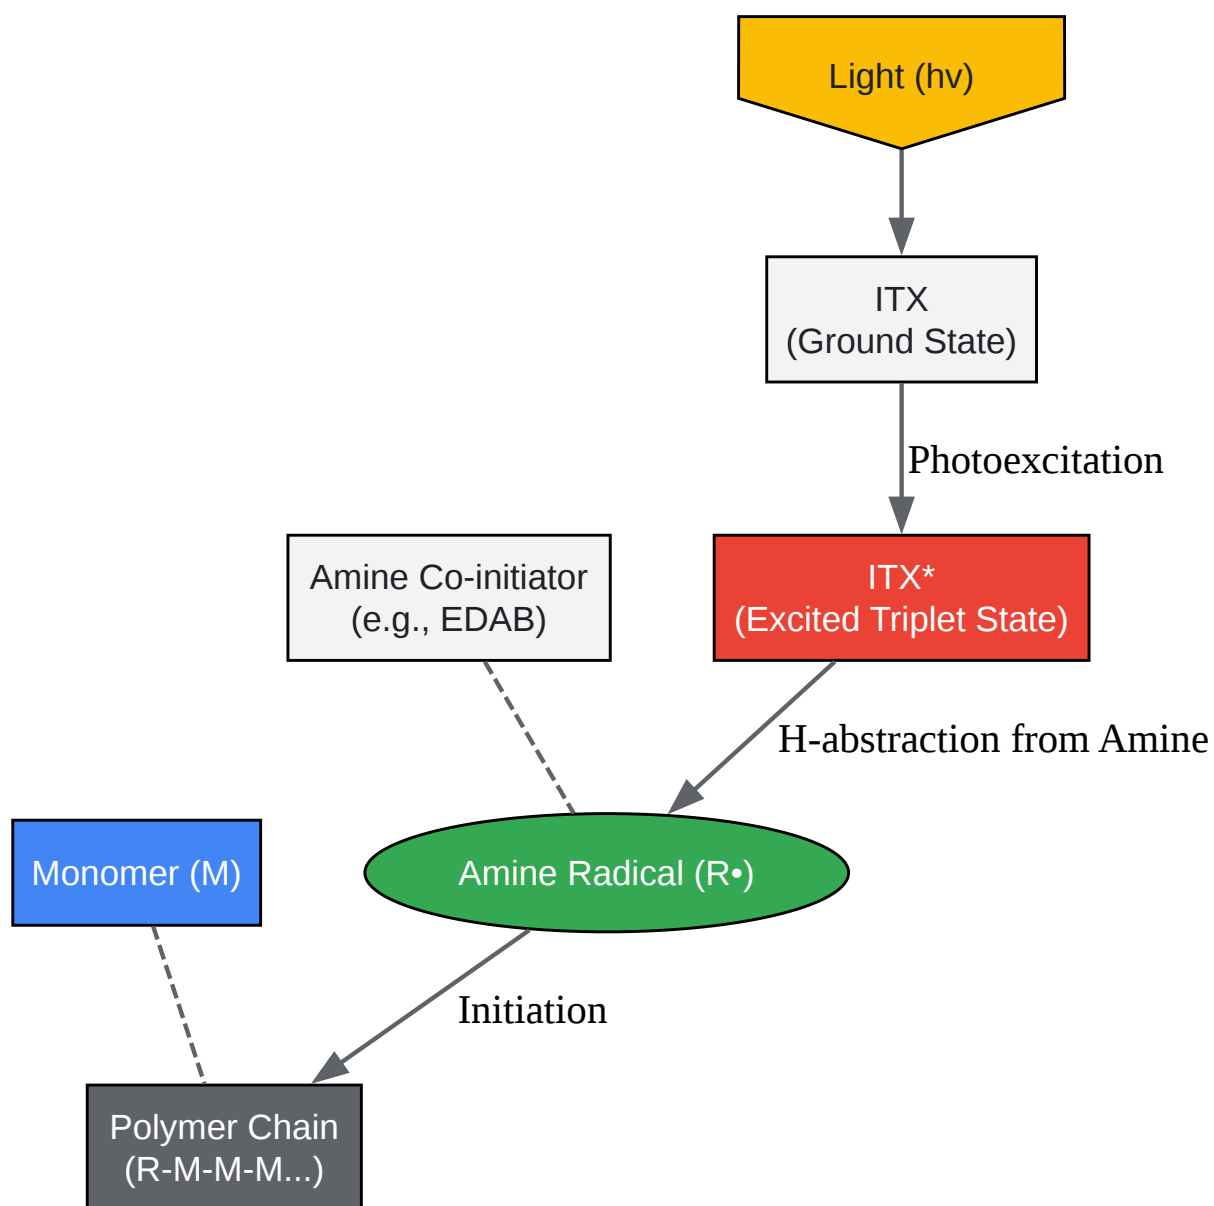 Light (hv)
ITX
(Ground State)
Photoexcitation
Amine Co-initiator
(e.g., EDAB)
ITX*
(Excited Triplet State)
H-abstraction from Amine
Monomer (M)
Amine Radical (R•)
Initiation
Polymer Chain
(R-M-M-M...)